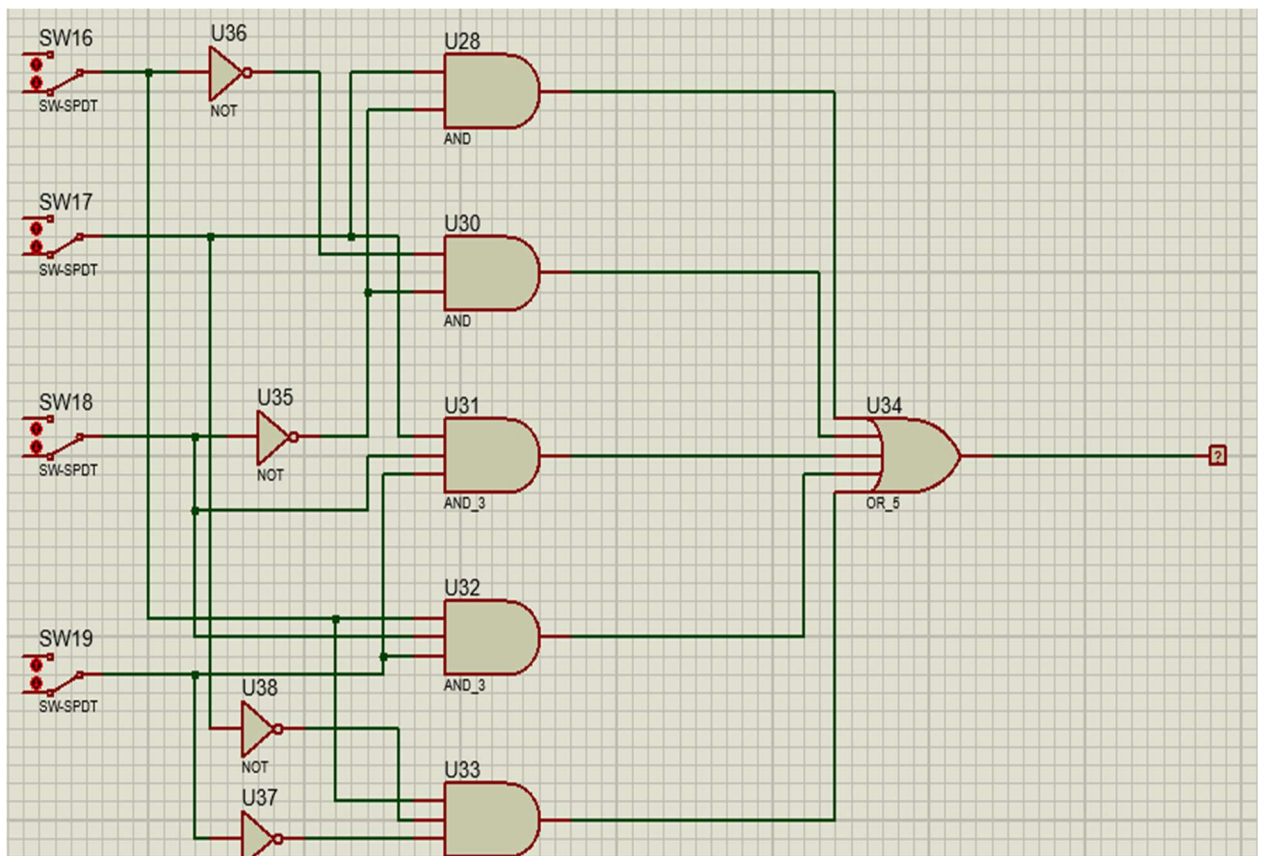 SW16
SW-SPDT
U36
NOT
U28
AND
SW17
SW-SPDT
U30
AND
SW18
SW-SPDT
U35
NOT
U31
AND_3
U34
OR_5
?
U32
AND_3
SW19
SW-SPDT
U38
NOT
U33
U37